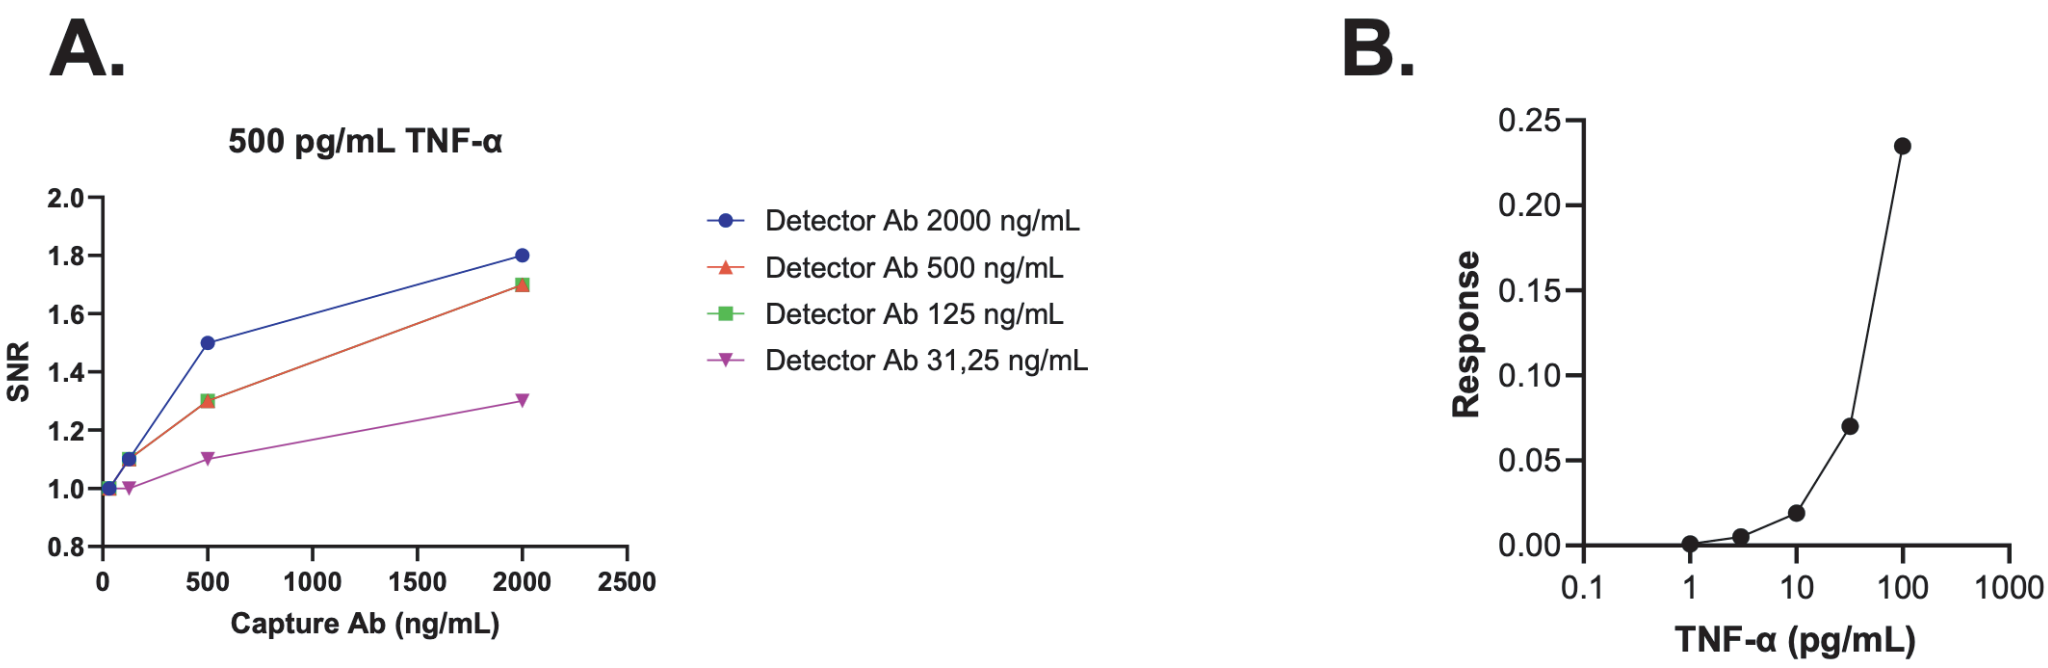 A.
500 pg/mL TNF-α
2.0
1.8
1.6
1.4
1.2
1.0
0.8
SNR
0 500 1000 1500 2000 2500
Capture Ab (ng/mL)
Detector Ab 2000 ng/mL
Detector Ab 500 ng/mL
Detector Ab 125 ng/mL
Detector Ab 31,25 ng/mL
B.
0.25
0.20
0.15
0.10
0.05
0.00
Response
0.1 1 10 100 1000
TNF-α (pg/mL)